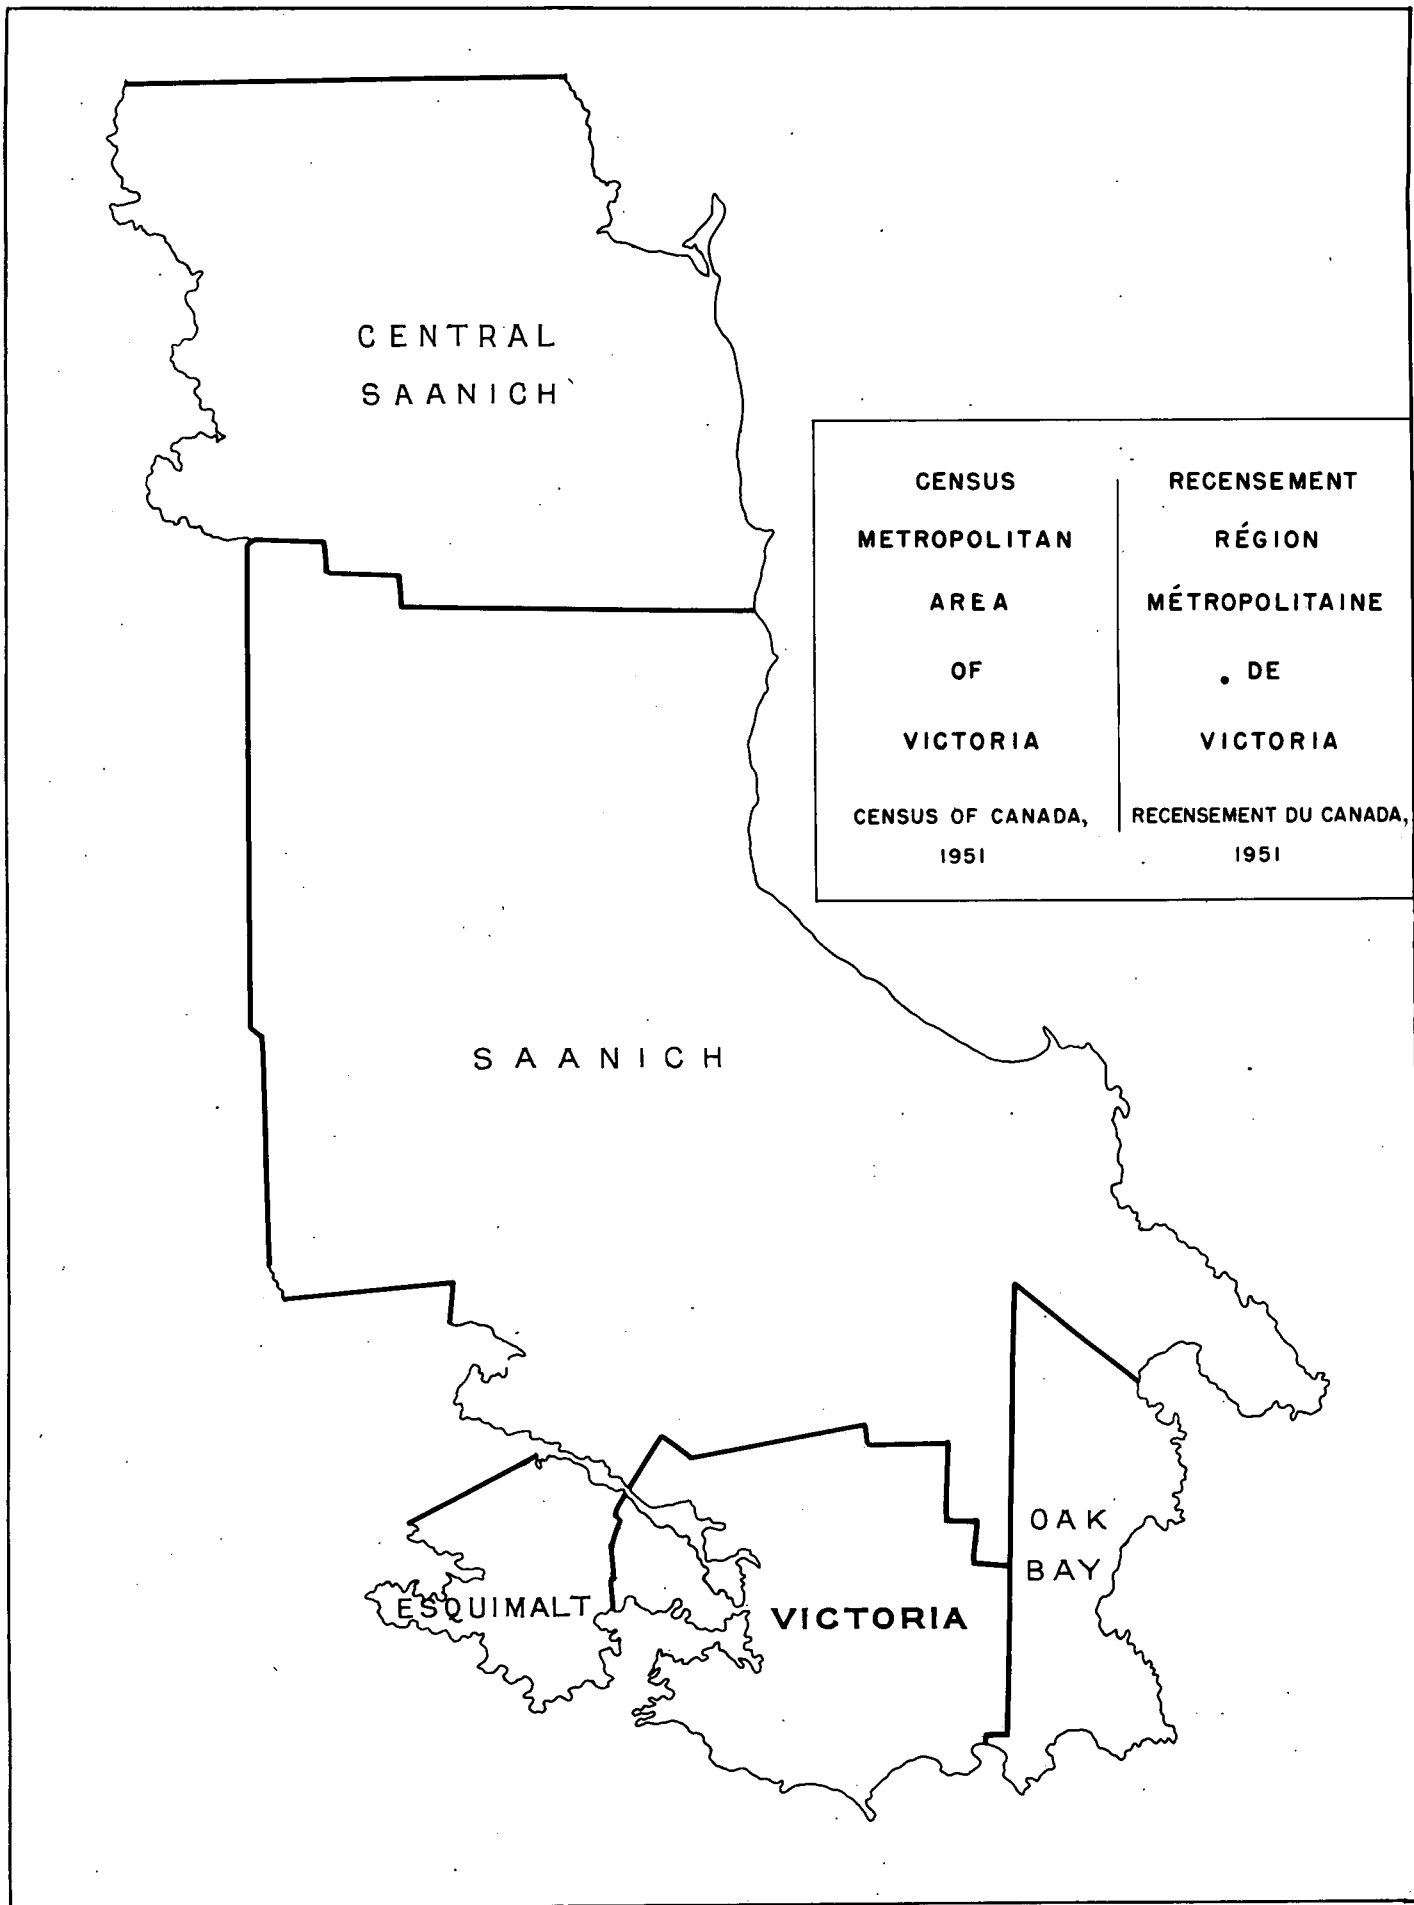 CENTRAL
SAANICH
CENSUS
METROPOLITAN
AREA
OF
VICTORIA
CENSUS OF CANADA,
1951
RECENSEMENT
RÉGION
MÉTROPOLITAINE
DE
VICTORIA
RECENSEMENT DU CANADA,
1951
SAANICH
OAK
BAY
ESQUIMALT
VICTORIA